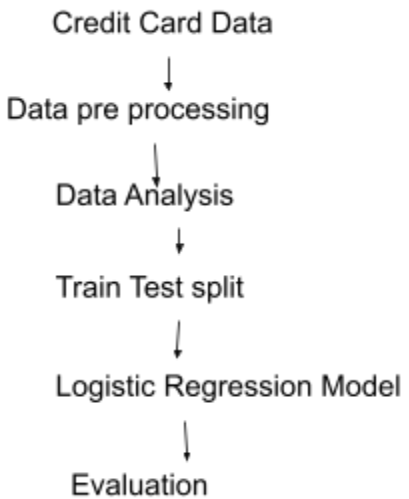 Credit Card Data
Data pre processing
Data Analysis
Train Test split
Logistic Regression Model
Evaluation